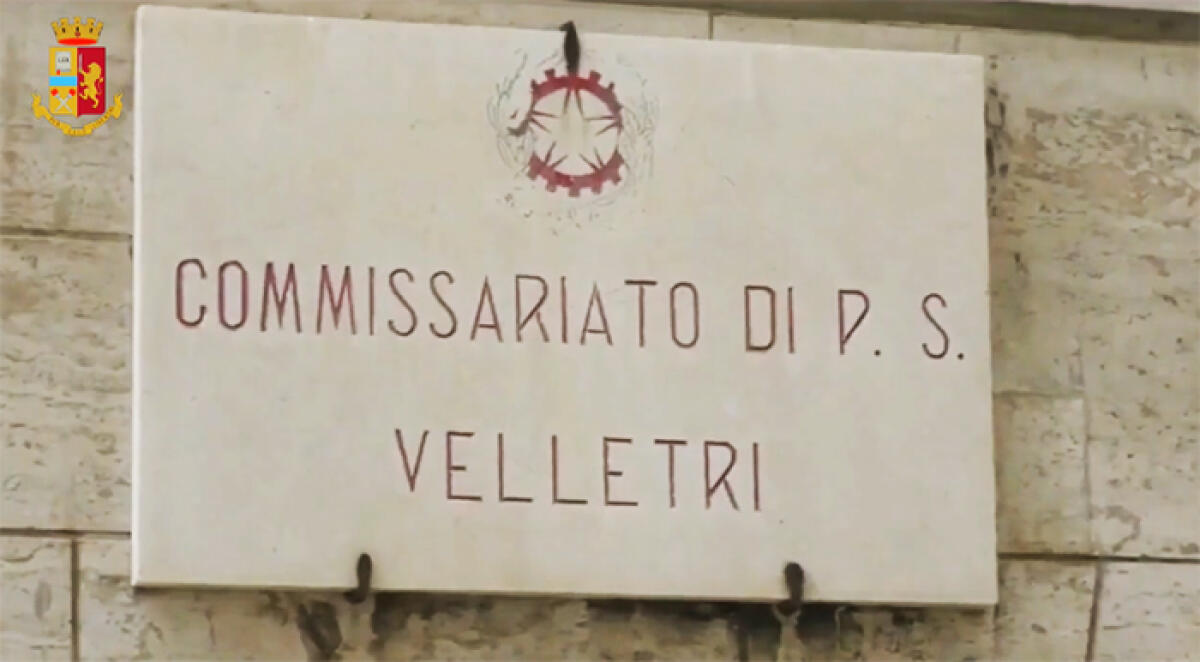 COMMISSARIATO DI P. S.
VELLETRI